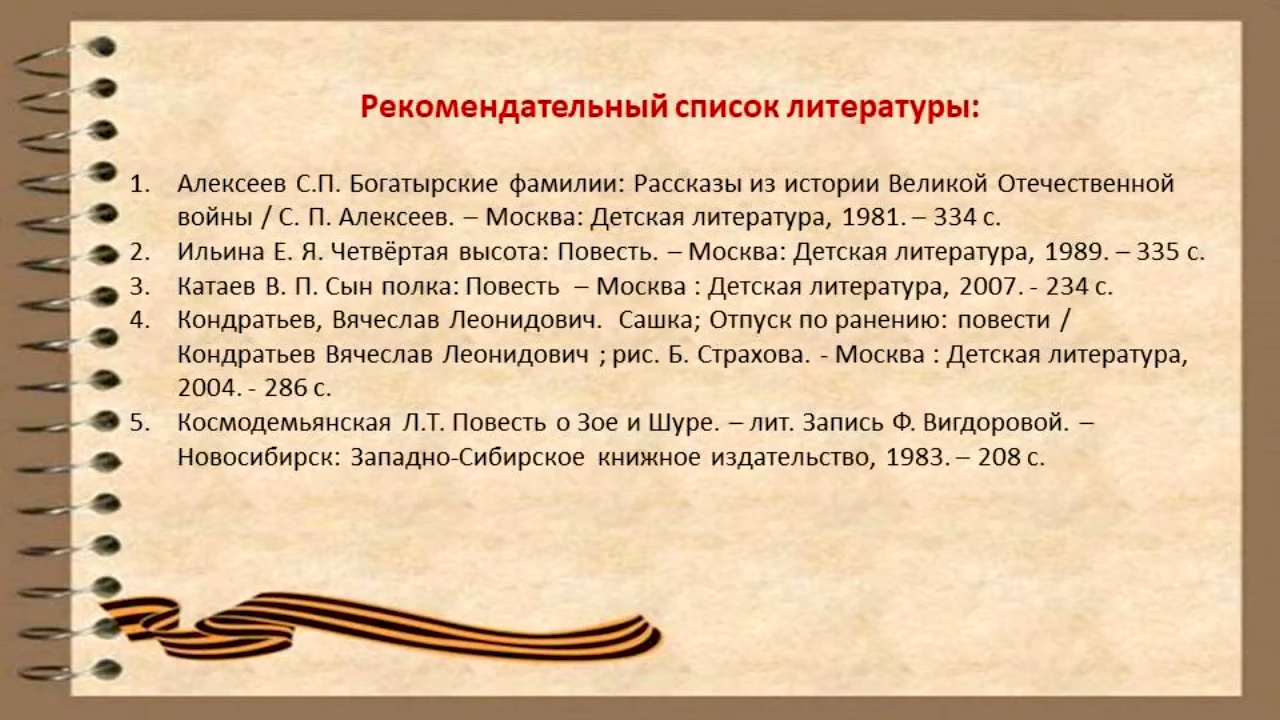 Рекомендательный список литературы:
1. Алексеев С.П. Богатырские фамилии: Рассказы из истории Великой Отечественной
войны / С. П. Алексеев. – Москва: Детская литература, 1981. – 334 с.
2. Ильина Е. Я. Четвёртая высота: Повесть. – Москва: Детская литература, 1989. – 335 с.
3. Катаев В. П. Сын полка: Повесть – Москва : Детская литература, 2007. - 234 с.
4. Кондратьев, Вячеслав Леонидович. Сашка; Отпуск по ранению: повести /
Кондратьев Вячеслав Леонидович ; рис. Б. Страхова. - Москва : Детская литература,
2004. - 286 с.
5. Космодемьянская Л.Т. Повесть о Зое и Шуре. – лит. Запись Ф. Вигдоровой. –
Новосибирск: Западно-Сибирское книжное издательство, 1983. – 208 с.